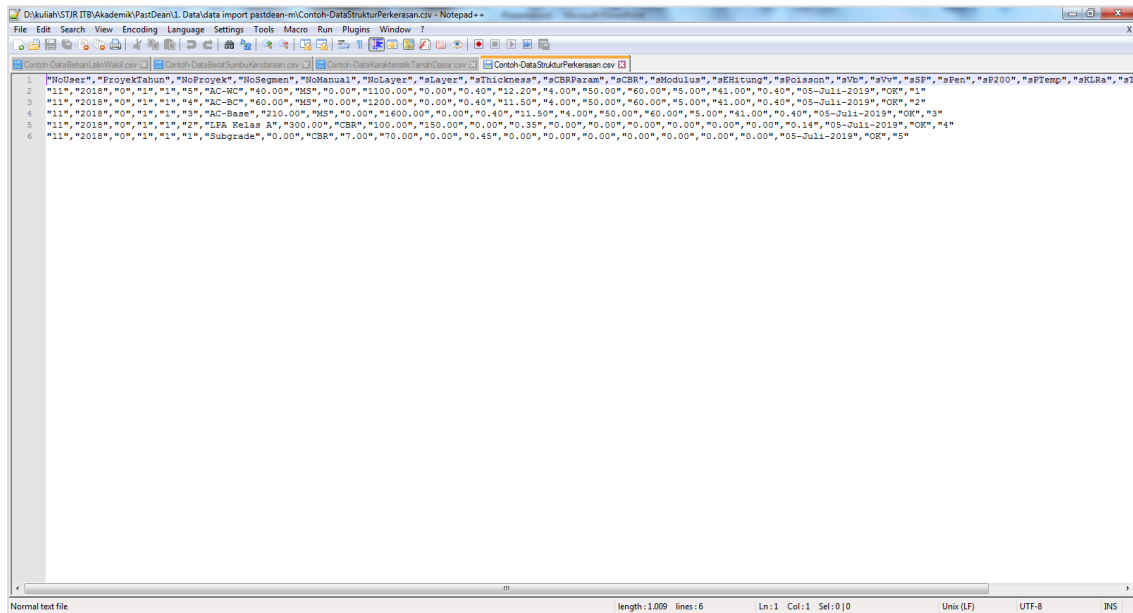 D:\kuliah\STJR ITB\Akademik\PastDean\1. Data\data import pastdean-m\Contoh-DataStrukturPerkerasan.csv - Notepad++
File Edit Search View Encoding Language Settings Tools Macro Run Plugins Window ? X
Contoh-DataBebanLalinWakil.csv Contoh-DataBeratSumbuKendaraan.csv Contoh-DataKarakteristikTanahDasar.csv Contoh-DataStrukturPerkerasan.csv
1 "NoUser","ProyekTahun","NoProyek","NoSegmen","NoManual","NoLayer","sLayer","sThickness","sCBRParam","sCBR","sModulus","sEHitung","sPoisson","sVb","sVv","sSP","sPen","sP200","sPTemp","sKLRa","sT
2 "11","2018","0","1","1","5","AC-WC","40.00","MS","0.00","1100.00","0.00","0.40","12.20","4.00","50.00","60.00","5.00","41.00","0.40","05-Juli-2019","OK","1"
3 "11","2018","0","1","1","4","AC-BC","60.00","MS","0.00","1200.00","0.00","0.40","11.50","4.00","50.00","60.00","5.00","41.00","0.40","05-Juli-2019","OK","2"
4 "11","2018","0","1","1","3","AC-Base","210.00","MS","0.00","1600.00","0.00","0.40","11.50","4.00","50.00","60.00","5.00","41.00","0.40","05-Juli-2019","OK","3"
5 "11","2018","0","1","1","2","LPA Kelas A","300.00","CBR","100.00","150.00","0.00","0.35","0.00","0.00","0.00","0.00","0.00","0.00","0.14","05-Juli-2019","OK","4"
6 "11","2018","0","1","1","1","Subgrade","0.00","CBR","7.00","70.00","0.00","0.45","0.00","0.00","0.00","0.00","0.00","0.00","0.00","05-Juli-2019","OK","5"
Normal text file length : 1.009 lines : 6 Ln : 1 Col : 1 Sel : 0 | 0 Unix (LF) UTF-8 INS